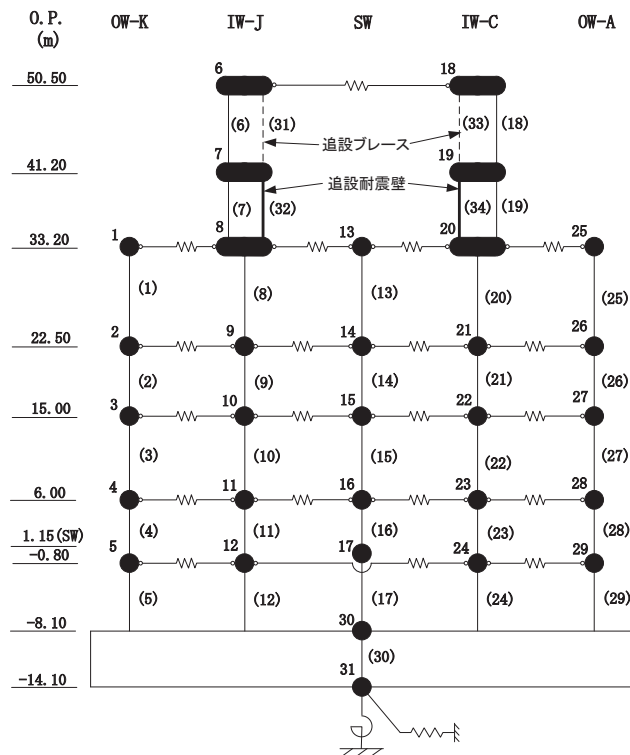 O.P.
(m)
OW-K IW-J SW IW-C OW-A
50.50 6 18
(6) (31) (33) (18)
追設ブレース
41.20 7 19
追設耐震壁
(7) (32) (34) (19)
33.20 1 8 13 20 25
(1) (8) (13) (20) (25)
22.50 2 9 14 21 26
(2) (9) (14) (21) (26)
15.00 3 10 15 22 27
(3) (10) (15) (22) (27)
6.00 4 11 16 23 28
(4) (11) (16) (23) (28)
1.15(SW)
-0.80 5 12 17 24 29
(5) (12) (17) (24) (29)
-8.10 30
(30)
-14.10 31